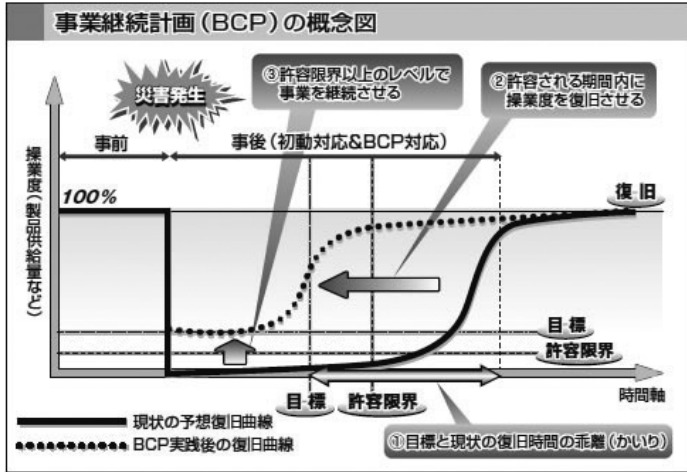 事業継続計画(BCP)の概念図
災害発生
③許容限界以上のレベルで
事業を継続させる
②許容される期間内に
操業度を復旧させる
事前
事後(初動対応&BCP対応)
操業度(製品供給量など)
100%
復旧
目標
許容限界
時間軸
目標
許容限界
現状の予想復旧曲線
BCP実践後の復旧曲線
①目標と現状の復旧時間の乖離(かいり)